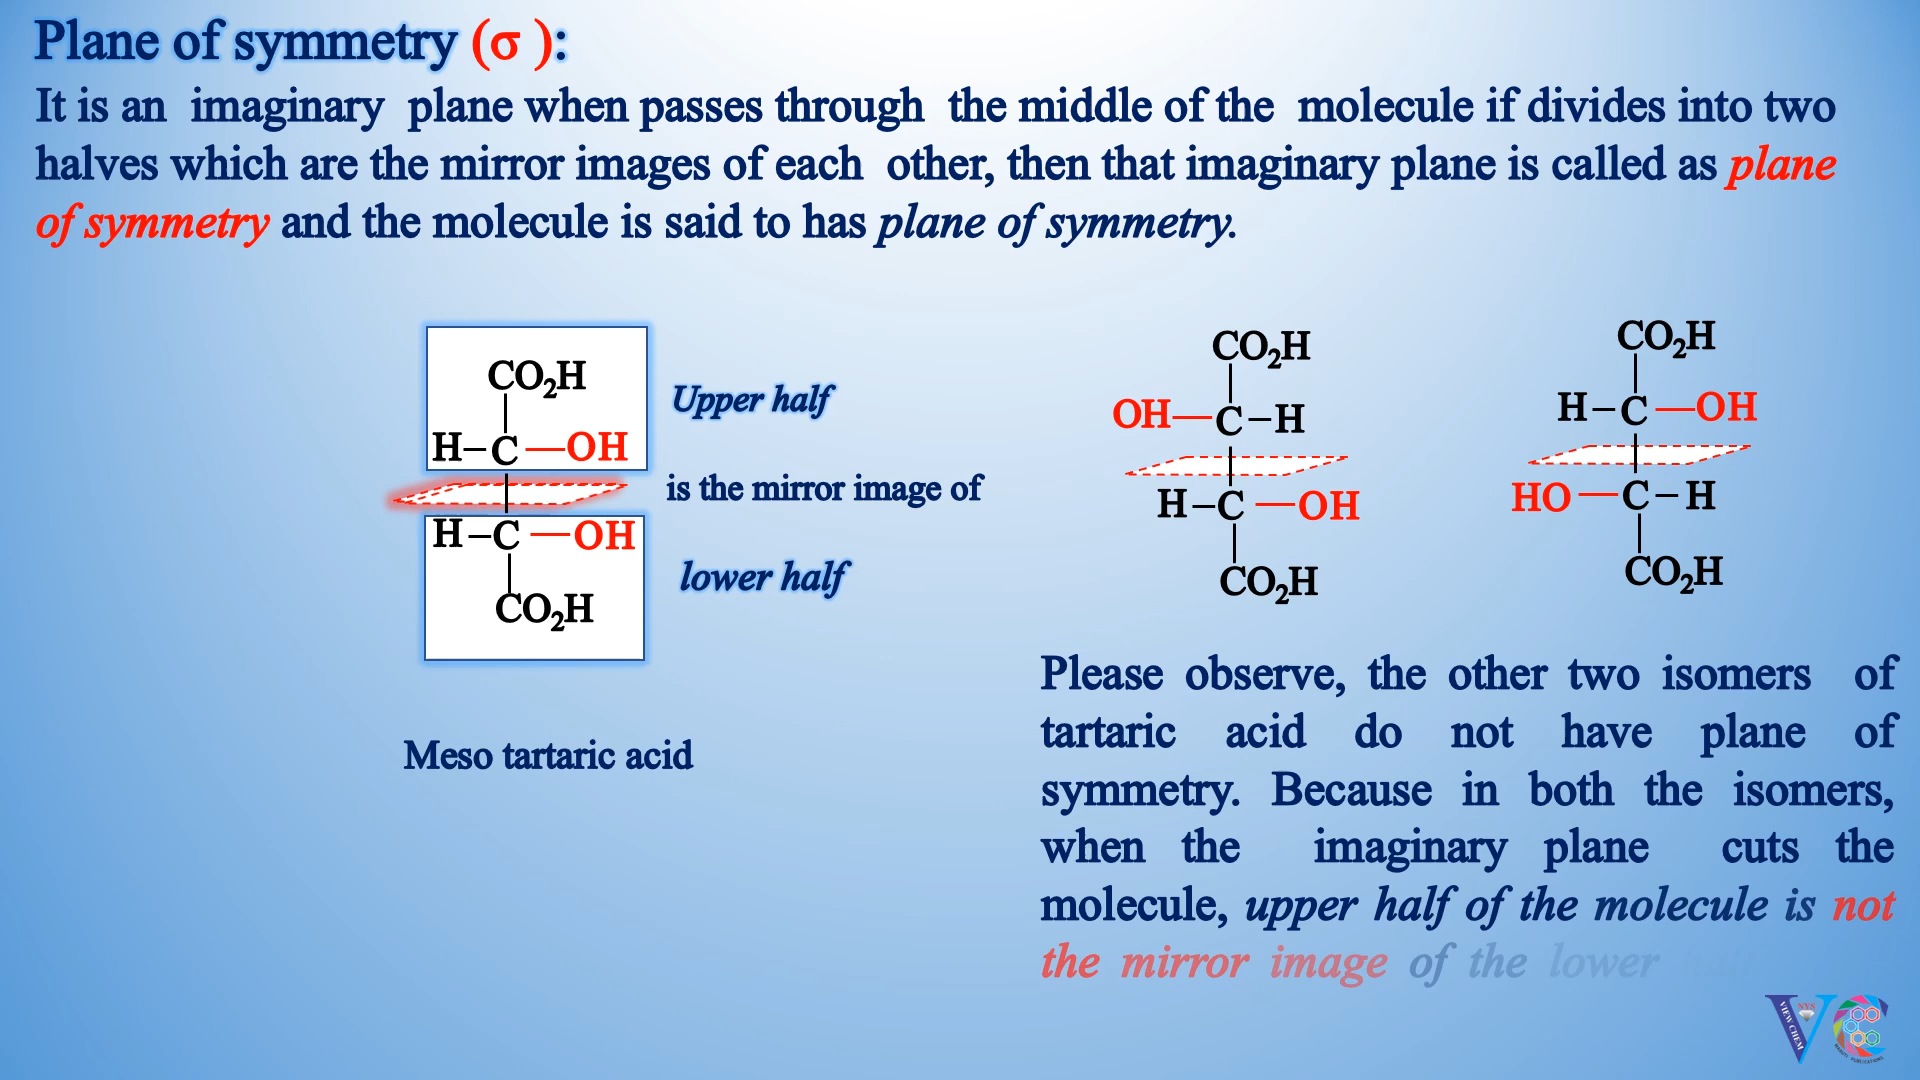 Plane of symmetry (σ ):
It is an imaginary plane when passes through the middle of the molecule if divides into two
halves which are the mirror images of each other, then that imaginary plane is called as plane
of symmetry and the molecule is said to has plane of symmetry.
CO2H
H–C—OH
H–C—OH
CO2H
Upper half
is the mirror image of
lower half
Meso tartaric acid
CO2H
OH—C–H
H–C—OH
CO2H
CO2H
H–C—OH
HO—C–H
CO2H
Please observe, the other two isomers of
tartaric acid do not have plane of
symmetry. Because in both the isomers,
when the imaginary plane cuts the
molecule, upper half of the molecule is not
the mirror image of the lower half
VIEW CHEM
NYS